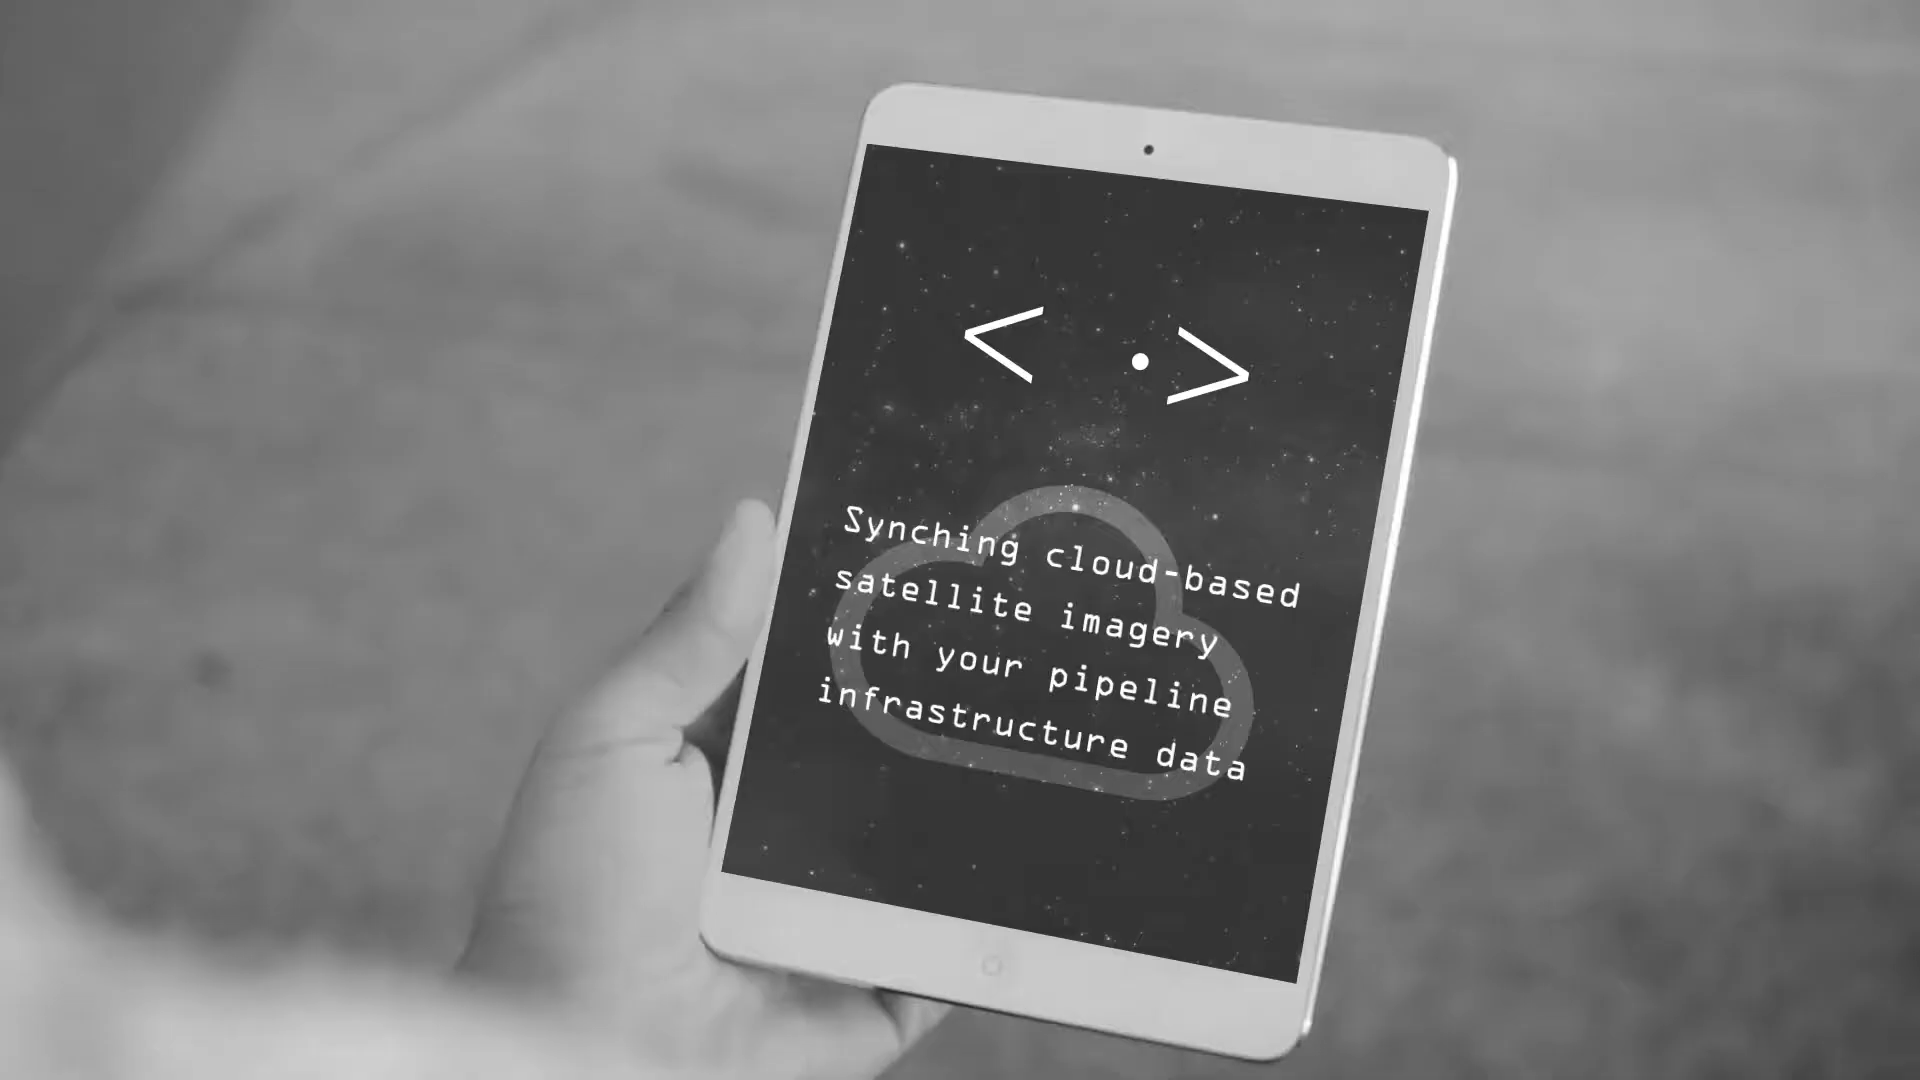 < · >
Synching cloud-based
satellite imagery
with your pipeline
infrastructure data